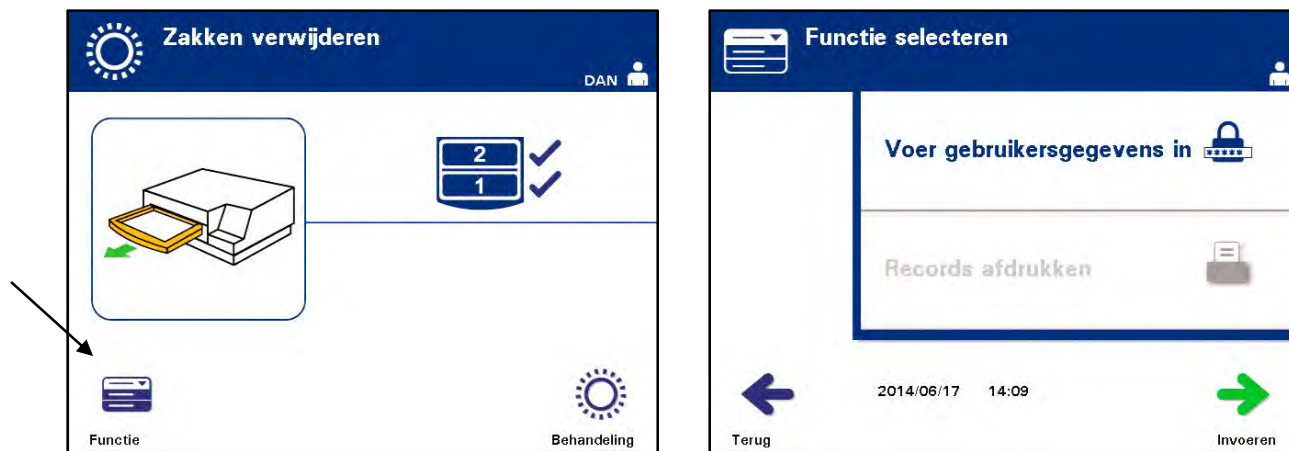 Zakken verwijderen
DAN
2
1
Functie
Behandeling
Functie selecteren
Voer gebruikersgegevens in
*****
Records afdrukken
2014/06/17 14:09
Terug
Invoeren